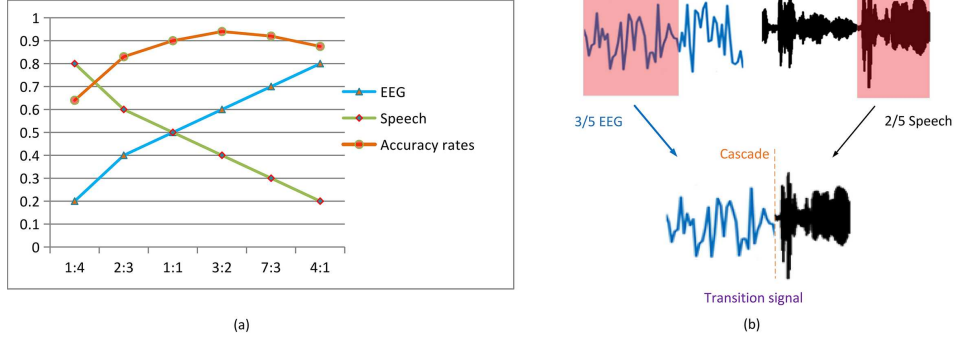 1
0.9
0.8
0.7
0.6
0.5
0.4
0.3
0.2
0.1
0
1:4 2:3 1:1 3:2 7:3 4:1
EEG
Speech
Accuracy rates
(a)
3/5 EEG
2/5 Speech
Cascade
Transition signal
(b)